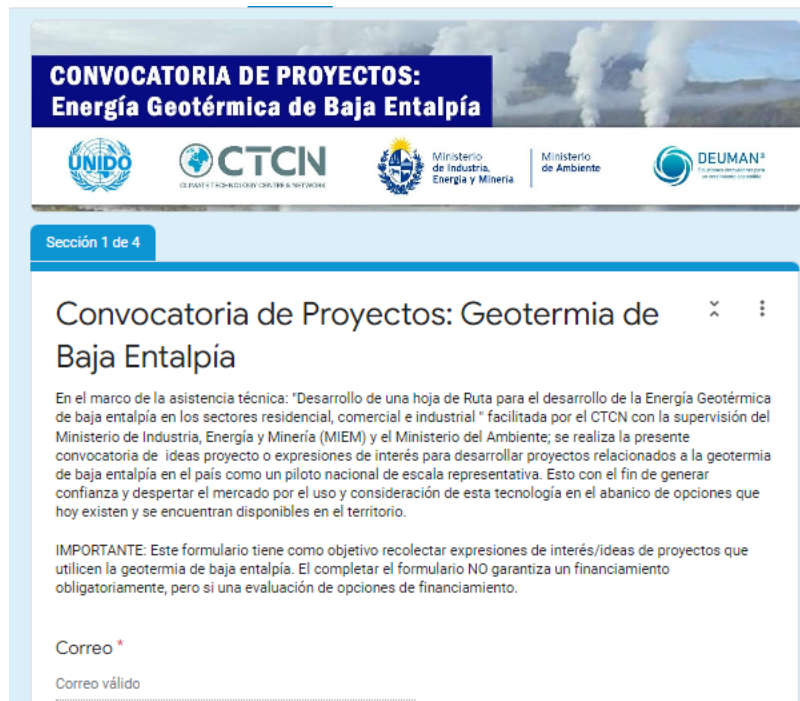 CONVOCATORIA DE PROYECTOS:
Energía Geotérmica de Baja Entalpía
UNIDO
CTCN
CLIMATE TECHNOLOGY CENTRE & NETWORK
Ministerio
de Industria,
Energía y Minería
Ministerio
de Ambiente
DEUMAN
Sección 1 de 4
Convocatoria de Proyectos: Geotermia de
Baja Entalpía
En el marco de la asistencia técnica: "Desarrollo de una hoja de Ruta para el desarrollo de la Energía Geotérmica
de baja entalpía en los sectores residencial, comercial e industrial " facilitada por el CTCN con la supervisión del
Ministerio de Industria, Energía y Minería (MIEM) y el Ministerio del Ambiente; se realiza la presente
convocatoria de  ideas proyecto o expresiones de interés para desarrollar proyectos relacionados a la geotermia
de baja entalpía en el país como un piloto nacional de escala representativa. Esto con el fin de generar
confianza y despertar el mercado por el uso y consideración de esta tecnología en el abanico de opciones que
hoy existen y se encuentran disponibles en el territorio.
IMPORTANTE: Este formulario tiene como objetivo recolectar expresiones de interés/ideas de proyectos que
utilicen la geotermia de baja entalpía. El completar el formulario NO garantiza un financiamiento
obligatoriamente, pero si una evaluación de opciones de financiamiento.
Correo *
Correo válido